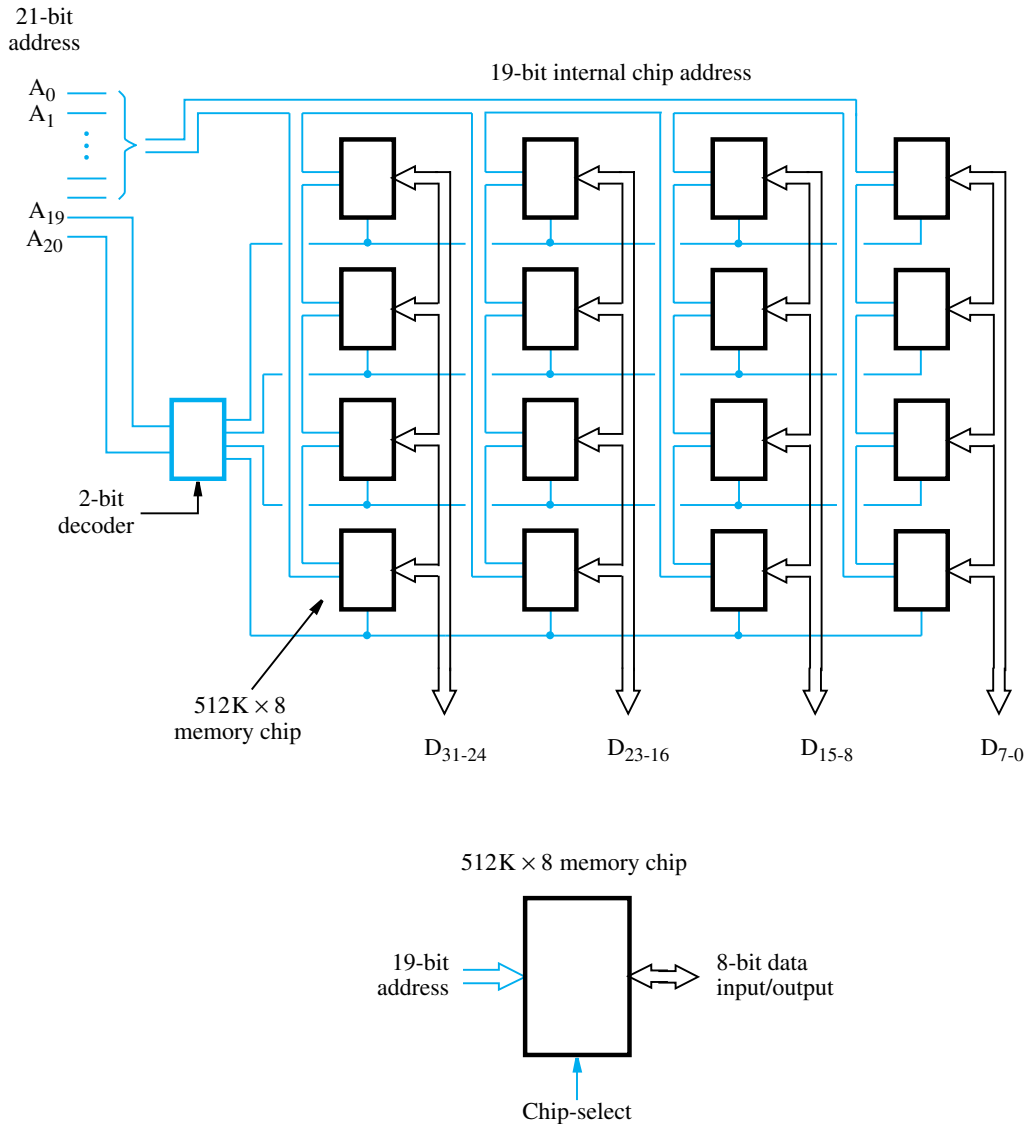 21-bit
address
19-bit internal chip address
A0
A1
A19
A20
2-bit
decoder
512K × 8
memory chip
D31-24
D23-16
D15-8
D7-0
512K × 8 memory chip
19-bit
address
8-bit data
input/output
Chip-select